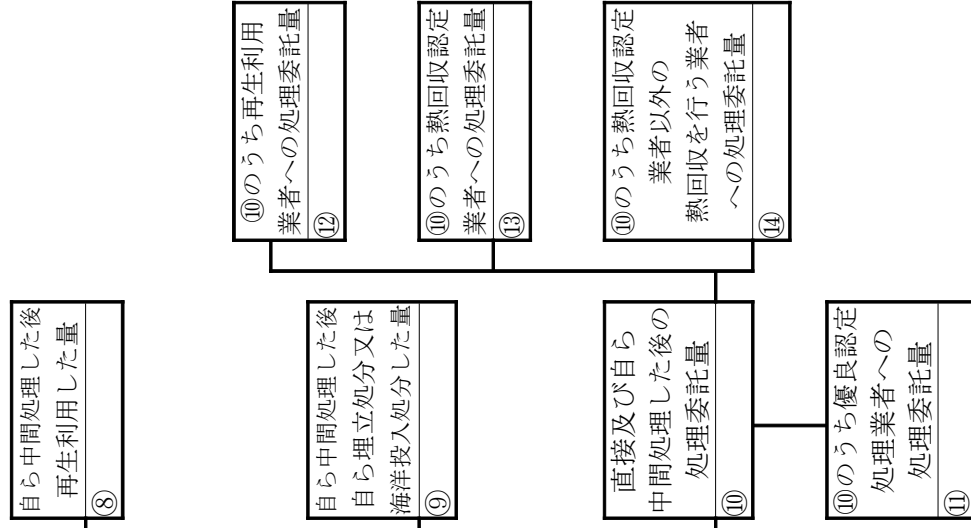 自ら中間処理した後
再生利用した量
⑧
自ら中間処理した後
自ら埋立処分又は
海洋投入処分した量
⑨
直接及び自ら
中間処理した後の
処理委託量
⑩
⑩のうち優良認定
処理業者への
処理委託量
⑪
⑩のうち再生利用
業者への処理委託量
⑫
⑩のうち熱回収認定
業者への処理委託量
⑬
⑩のうち熱回収認定
業者以外の
熱回収を行う業者
への処理委託量
⑭